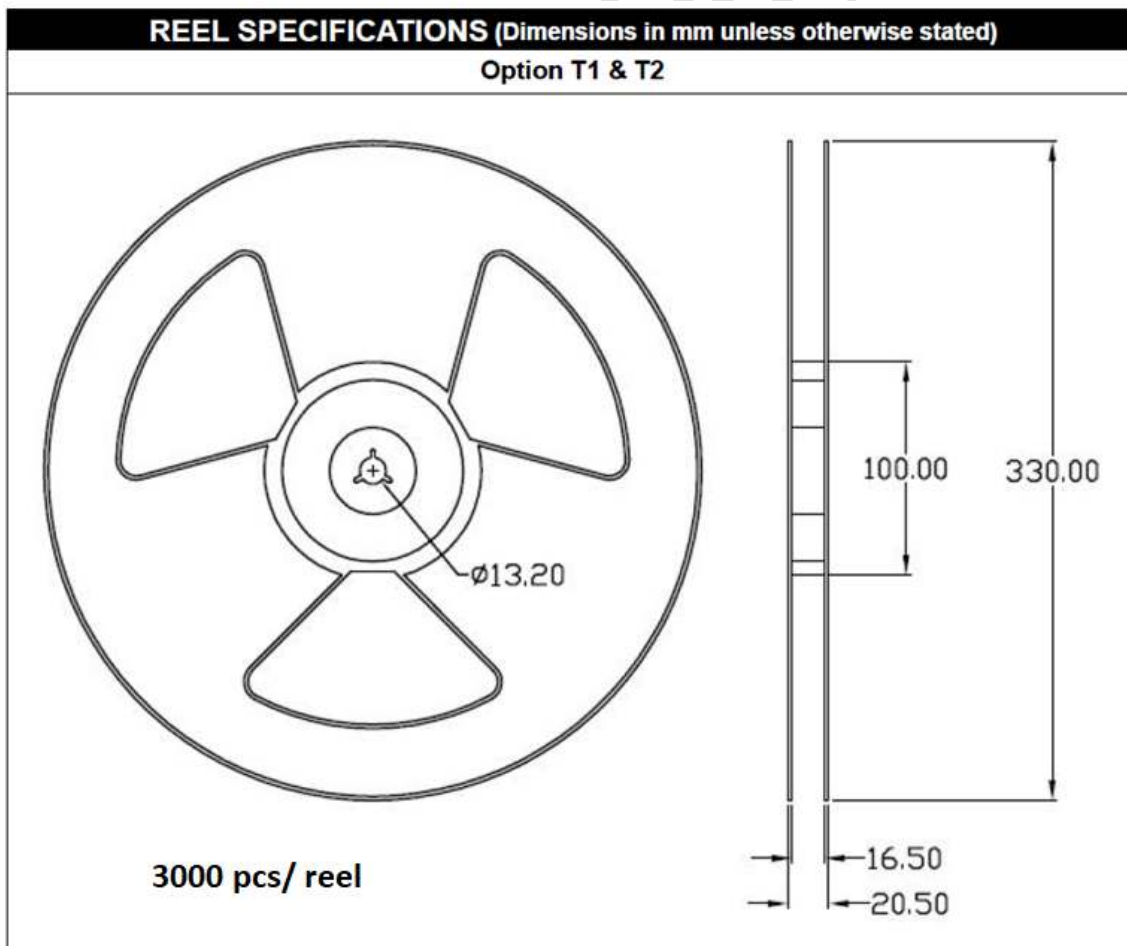 REEL SPECIFICATIONS (Dimensions in mm unless otherwise stated)
Option T1 & T2
100.00
330.00
ø13.20
16.50
3000 pcs/ reel
20.50